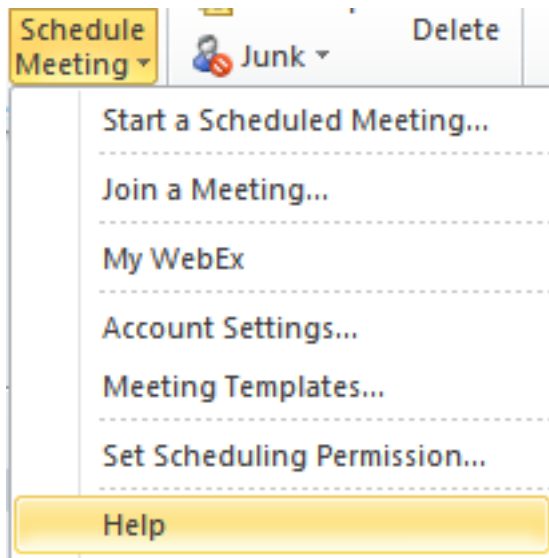 Schedule
Meeting
Junk
Delete
Start a Scheduled Meeting...
Join a Meeting...
My WebEx
Account Settings...
Meeting Templates...
Set Scheduling Permission...
Help